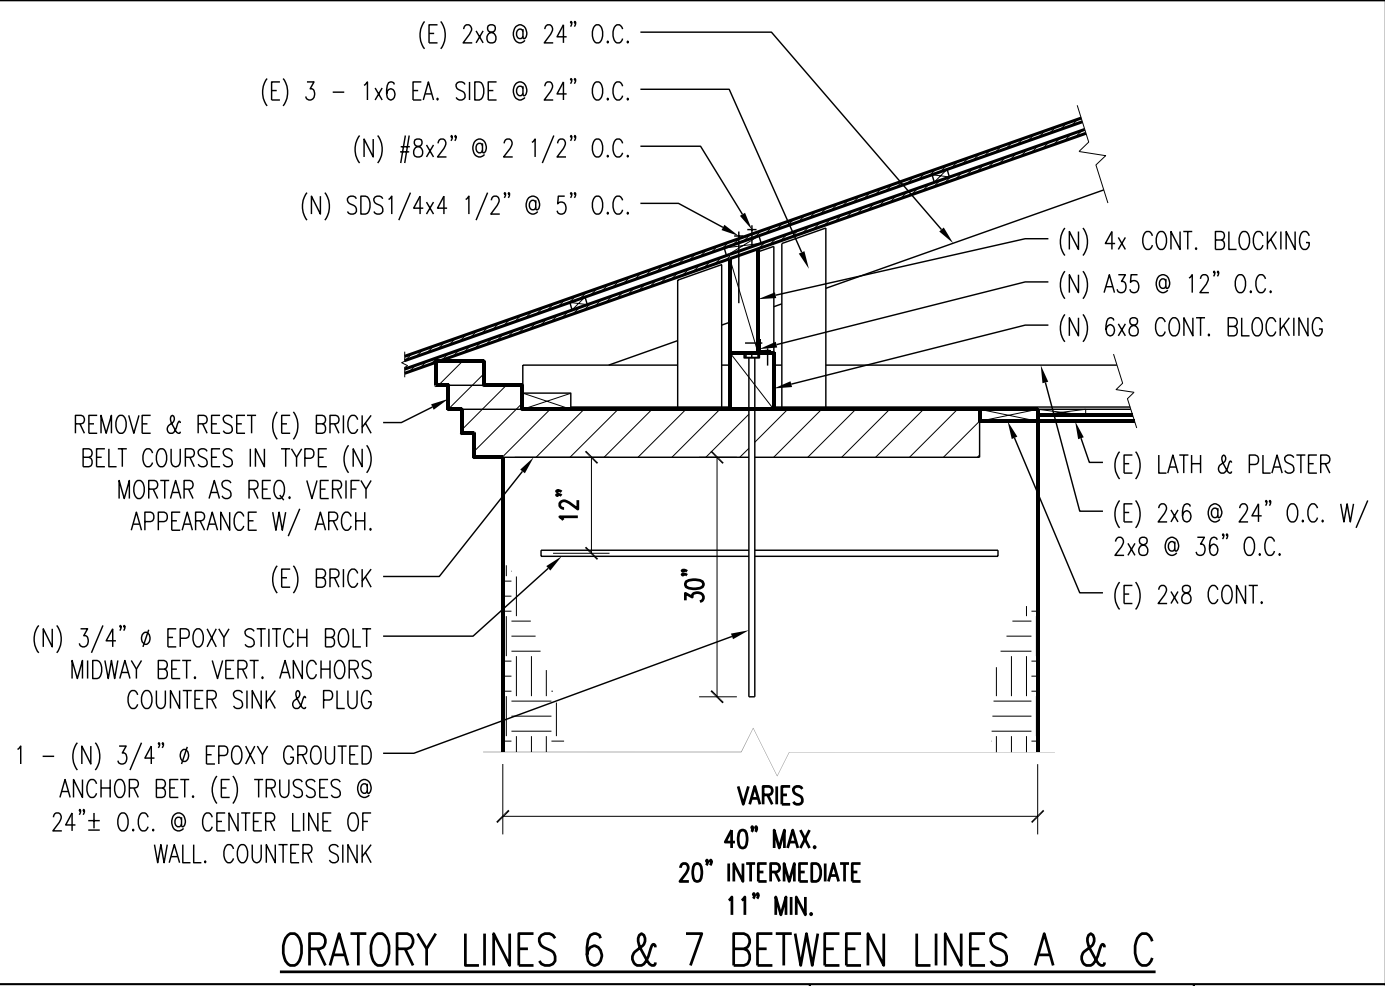 (E) 2x8 @ 24" O.C.
(E) 3 – 1x6 EA. SIDE @ 24" O.C.
(N) #8x2" @ 2 1/2" O.C.
(N) SDS1/4x4 1/2" @ 5" O.C.
(N) 4x CONT. BLOCKING
(N) A35 @ 12" O.C.
(N) 6x8 CONT. BLOCKING
REMOVE & RESET (E) BRICK
BELT COURSES IN TYPE (N)
MORTAR AS REQ. VERIFY
APPEARANCE W/ ARCH.
(E) BRICK
(N) 3/4" ø EPOXY STITCH BOLT
MIDWAY BET. VERT. ANCHORS
COUNTER SINK & PLUG
1 – (N) 3/4" ø EPOXY GROUTED
ANCHOR BET. (E) TRUSSES @
24"± O.C. @ CENTER LINE OF
WALL. COUNTER SINK
12"
30"
(E) LATH & PLASTER
(E) 2x6 @ 24" O.C. W/
2x8 @ 36" O.C.
(E) 2x8 CONT.
VARIES
40" MAX.
20" INTERMEDIATE
11" MIN.
ORATORY LINES 6 & 7 BETWEEN LINES A & C